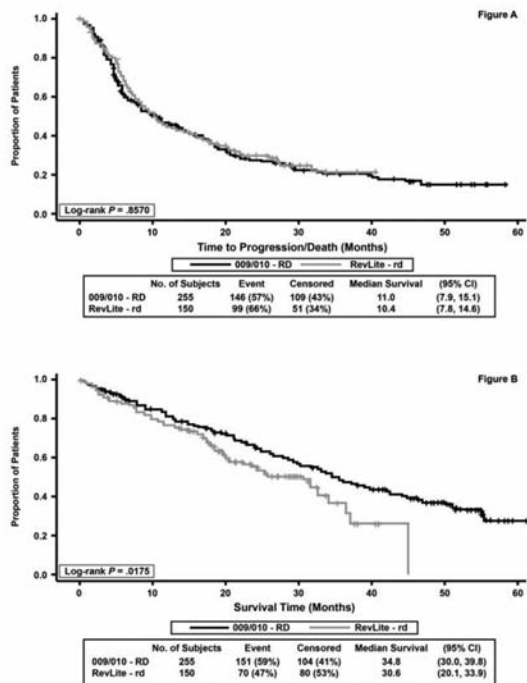 Figure A
1.0
0.8
0.6
0.4
0.2
0.0
Proportion of Patients
Log-rank P = .8570
0 10 20 30 40 50 60
Time to Progression/Death (Months)
009/010 - RD RevLite - rd
No. of Subjects Event Censored Median Survival (95% CI)
009/010 - RD 255 146 (57%) 109 (43%) 11.0 (7.9, 15.1)
RevLite - rd 150 99 (66%) 51 (34%) 10.4 (7.8, 14.6)
Figure B
1.0
0.8
0.6
0.4
0.2
0.0
Proportion of Patients
Log-rank P = .0175
0 10 20 30 40 50 60
Survival Time (Months)
009/010 - RD RevLite - rd
No. of Subjects Event Censored Median Survival (95% CI)
009/010 - RD 255 151 (59%) 104 (41%) 34.8 (30.0, 39.8)
RevLite - rd 150 70 (47%) 80 (53%) 30.6 (20.1, 33.9)